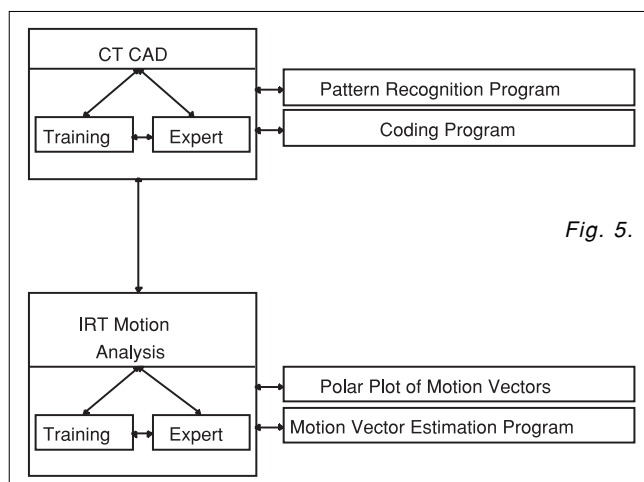 CT CAD
Training
Expert
Pattern Recognition Program
Coding Program
Fig. 5.
IRT Motion
Analysis
Training
Expert
Polar Plot of Motion Vectors
Motion Vector Estimation Program